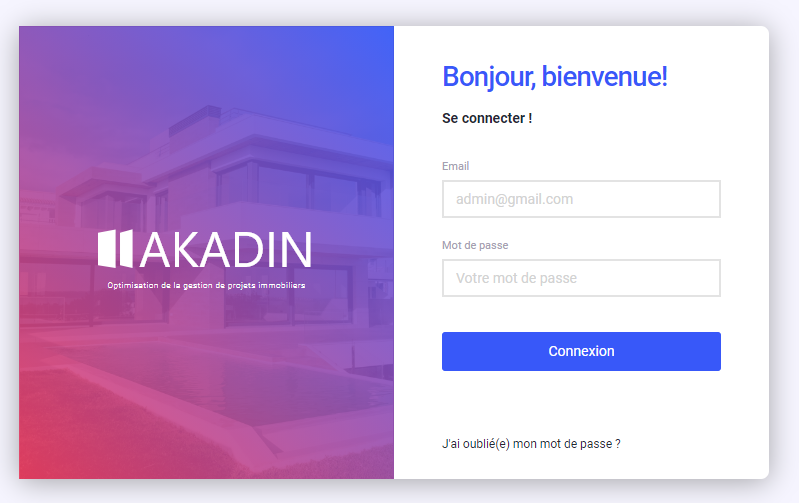 AKADIN
Optimisation de la gestion de projets immobiliers
Bonjour, bienvenue!
Se connecter !
Email
admin@gmail.com
Mot de passe
Votre mot de passe
Connexion
J'ai oublié(e) mon mot de passe ?